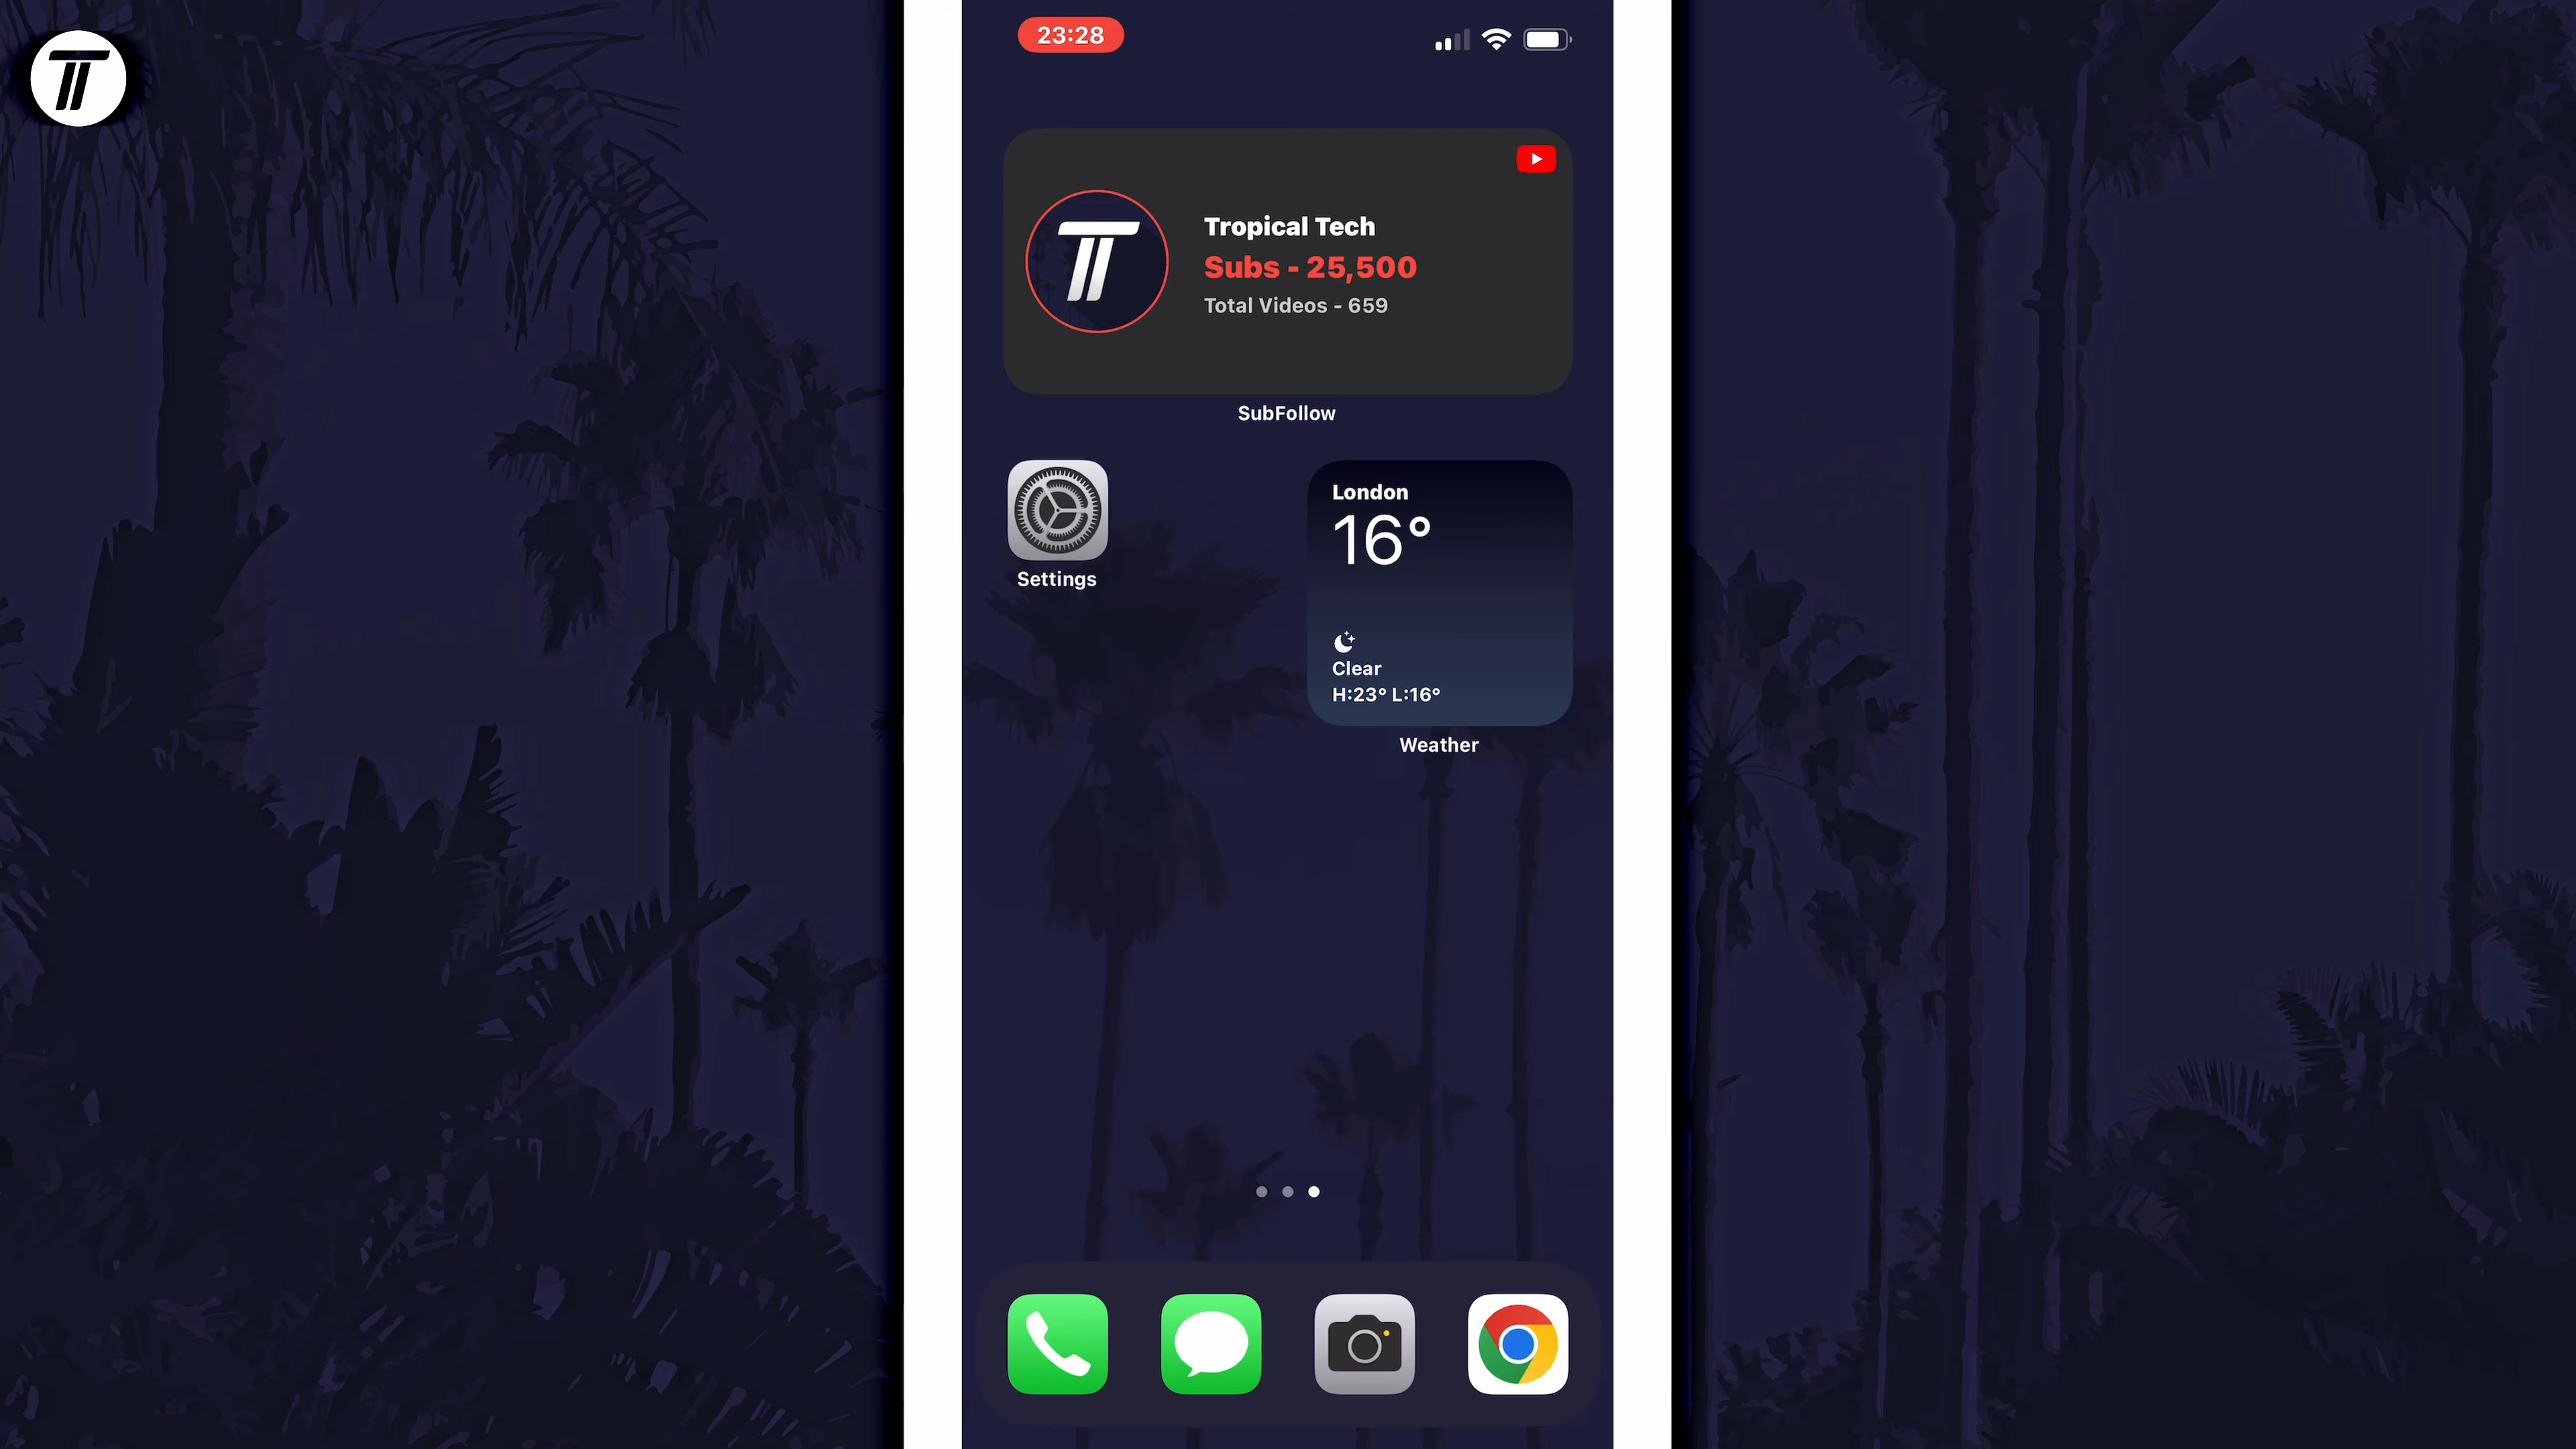 23:28
Tropical Tech
Subs - 25,500
Total Videos - 659
SubFollow
Settings
London
16°
Clear
H:23° L:16°
Weather